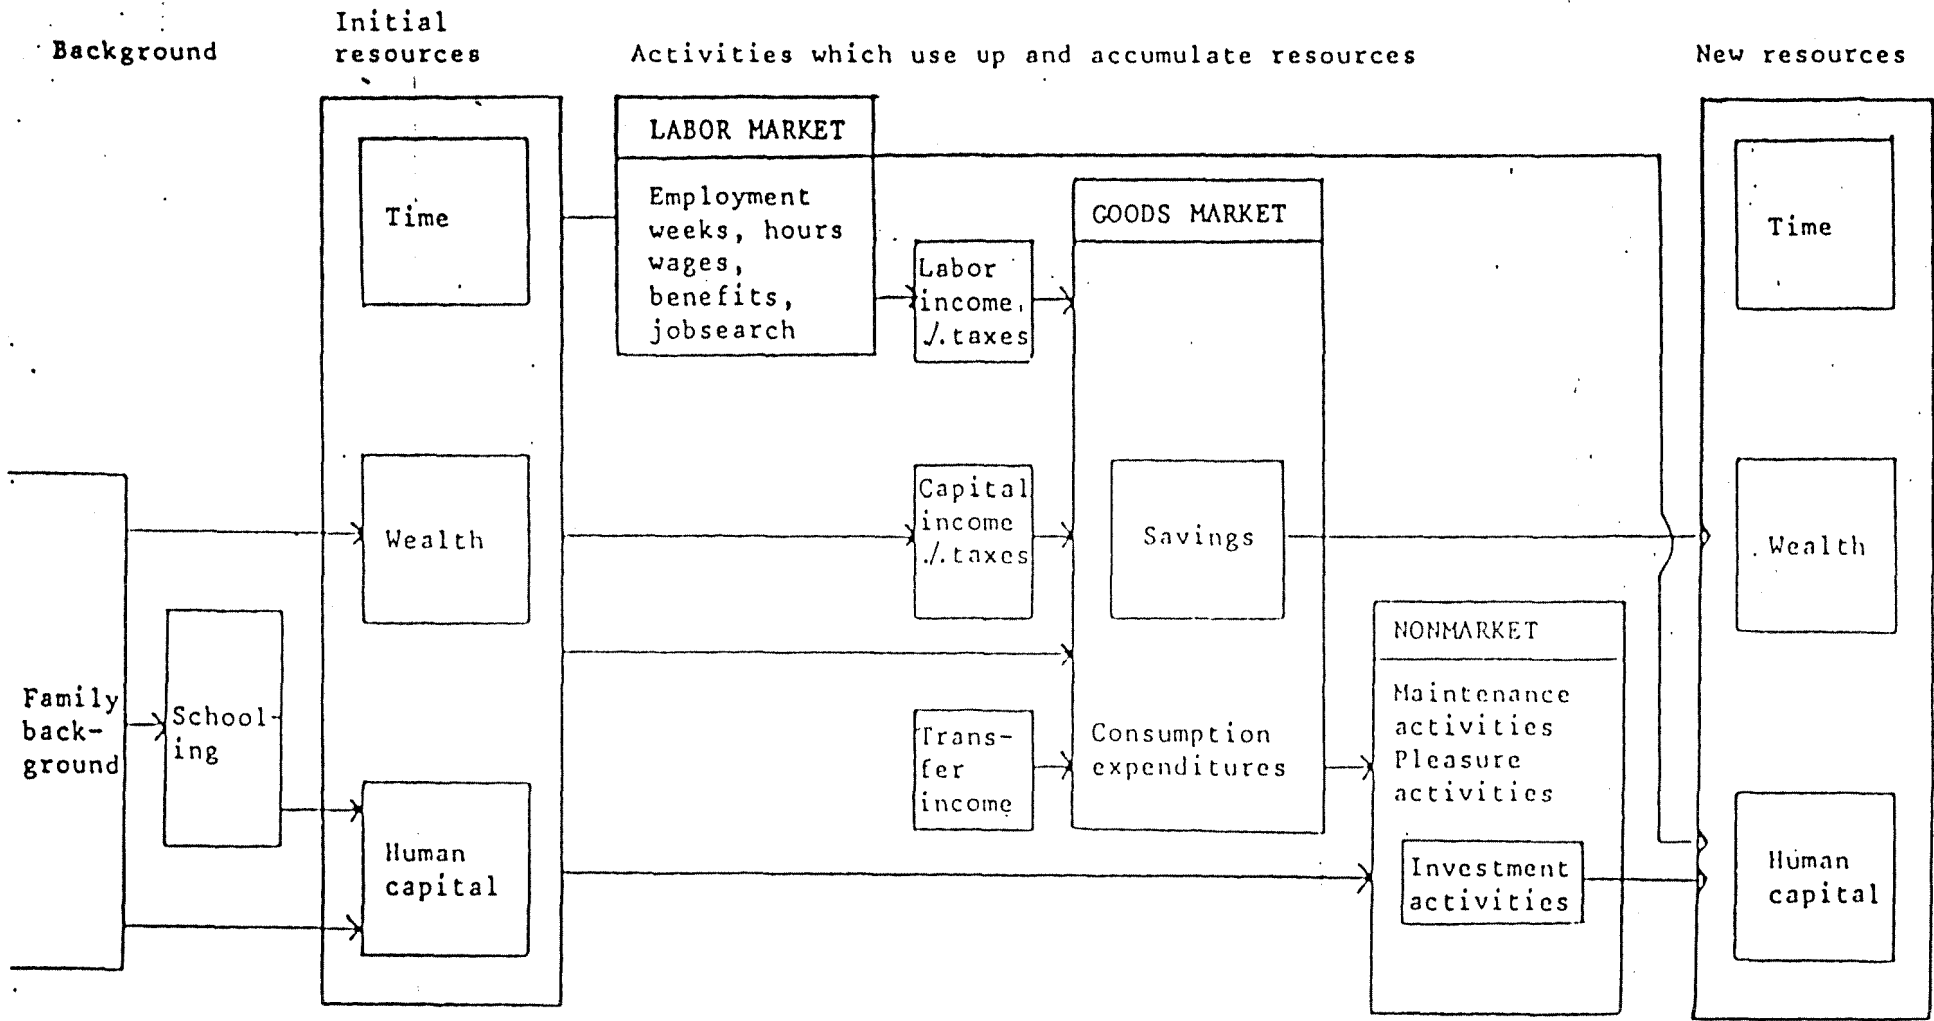 Background
Initial
resources
Activities which use up and accumulate resources
New resources
Family
back-
ground
School-
ing
Time
Wealth
Human
capital
LABOR MARKET
Employment
weeks, hours
wages,
benefits,
jobsearch
Labor
income
./.taxes
Capital
income
./.taxes
Trans-
fer
income
GOODS MARKET
Savings
Consumption
expenditures
NONMARKET
Maintenance
activities
Pleasure
activities
Investment
activities
Time
Wealth
Human
capital